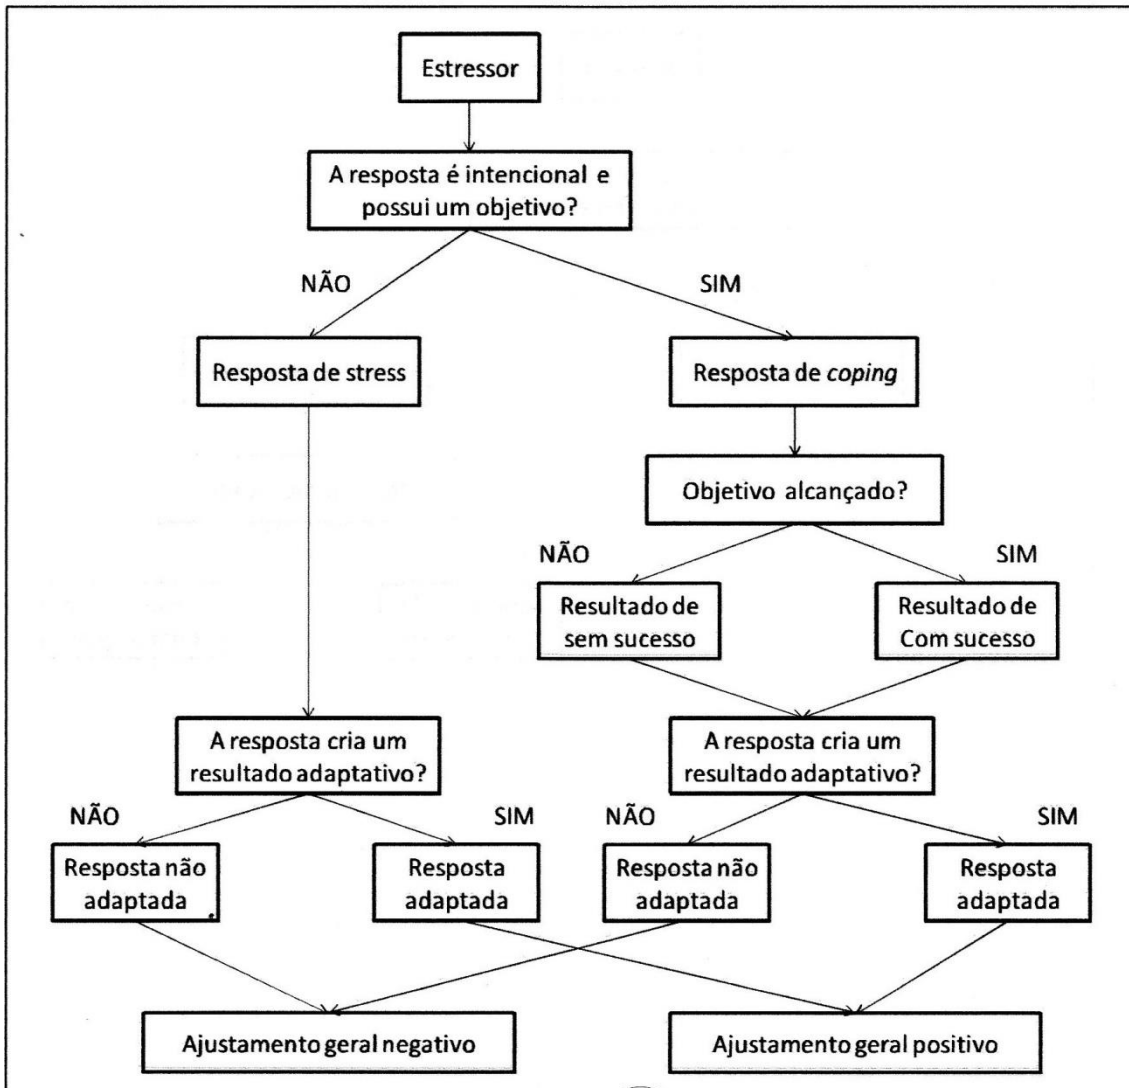 Estressor
A resposta é intencional e
possui um objetivo?
NÃO
SIM
Resposta de stress
Resposta de coping
Objetivo alcançado?
NÃO
SIM
Resultado de
sem sucesso
Resultado de
Com sucesso
A resposta cria um
resultado adaptativo?
A resposta cria um
resultado adaptativo?
NÃO
SIM
NÃO
SIM
Resposta não
adaptada
Resposta
adaptada
Resposta não
adaptada
Resposta
adaptada
Ajustamento geral negativo
Ajustamento geral positivo